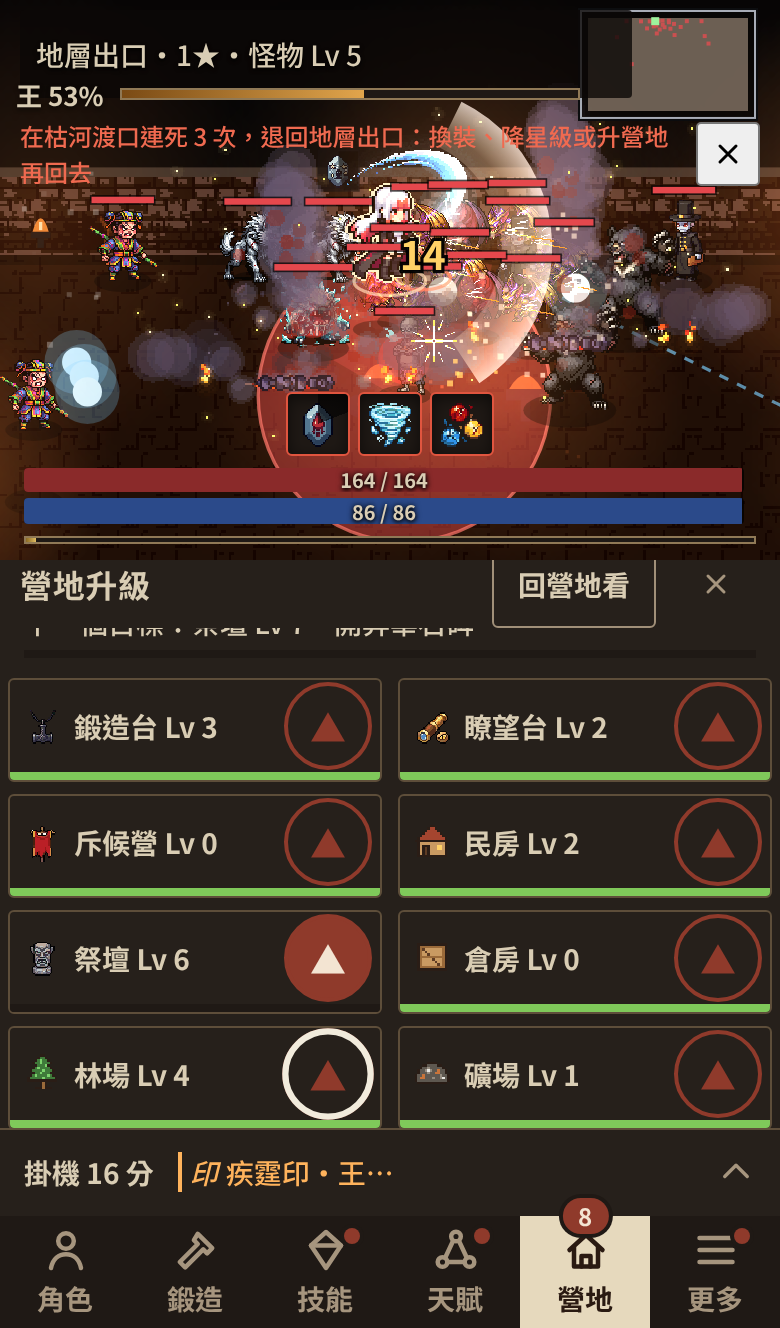 地層出口・1★・怪物 Lv 5
王 53%
在枯河渡口連死 3 次，退回地層出口：換裝、降星級或升營地
再回去
14
164 / 164
86 / 86
營地升級
回營地看
鍛造台 Lv 3
瞭望台 Lv 2
斥候營 Lv 0
民房 Lv 2
祭壇 Lv 6
倉房 Lv 0
林場 Lv 4
礦場 Lv 1
掛機 16 分
印 疾霆印・王…
8
角色
鍛造
技能
天賦
營地
更多